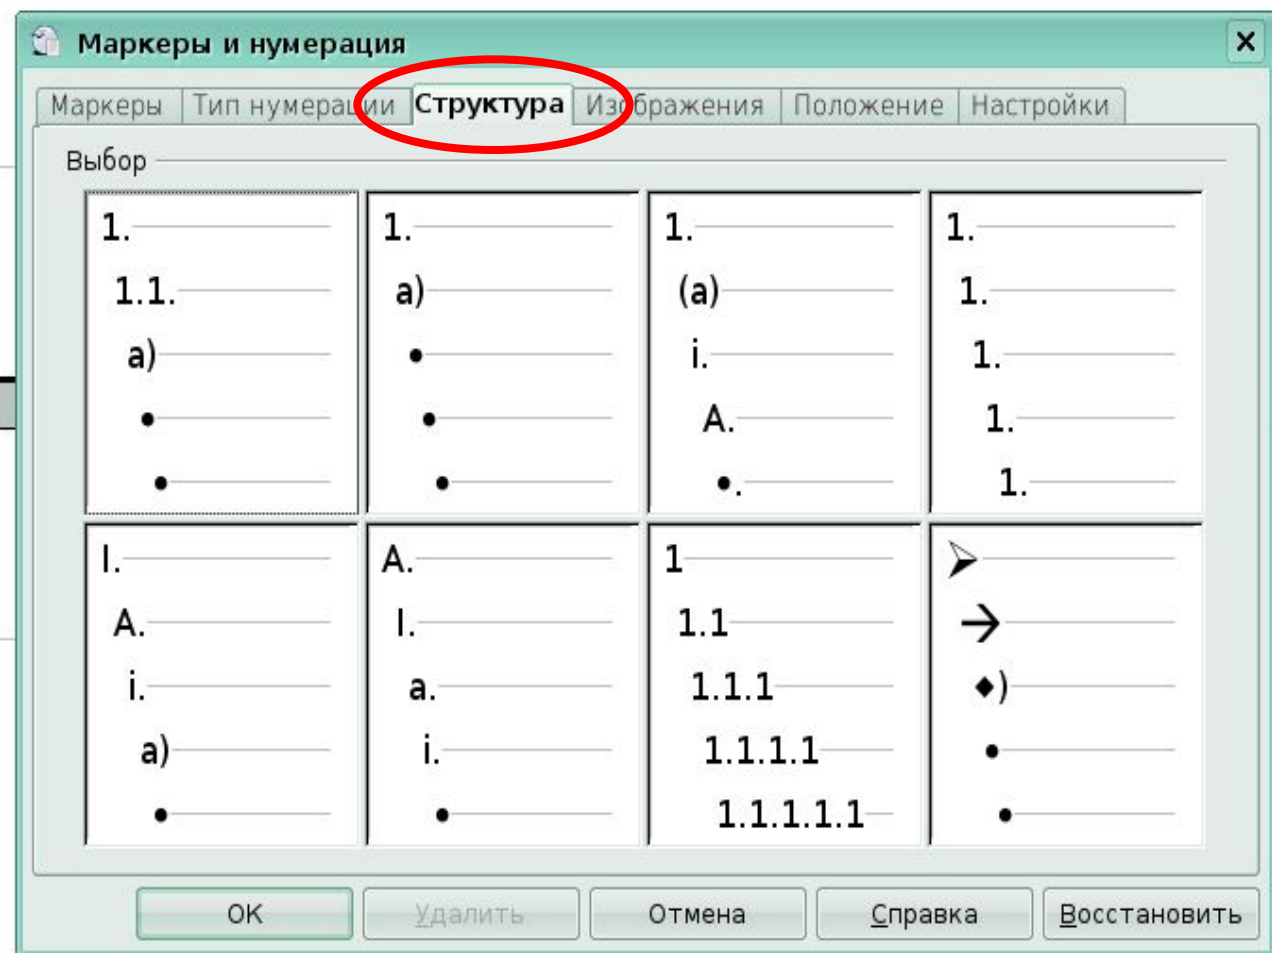 Маркеры и нумерация
Маркеры Тип нумерации Структура Изображения Положение Настройки
Выбор
1. 1. 1. 1.
1.1. a) (a) 1.
a) • i. 1.
• • A. 1.
• • •. 1.
I. A. 1 ➢
A. I. 1.1 →
i. a. 1.1.1 ◆)
a) i. 1.1.1.1 •
• • 1.1.1.1.1 •
OK Удалить Отмена Справка Восстановить